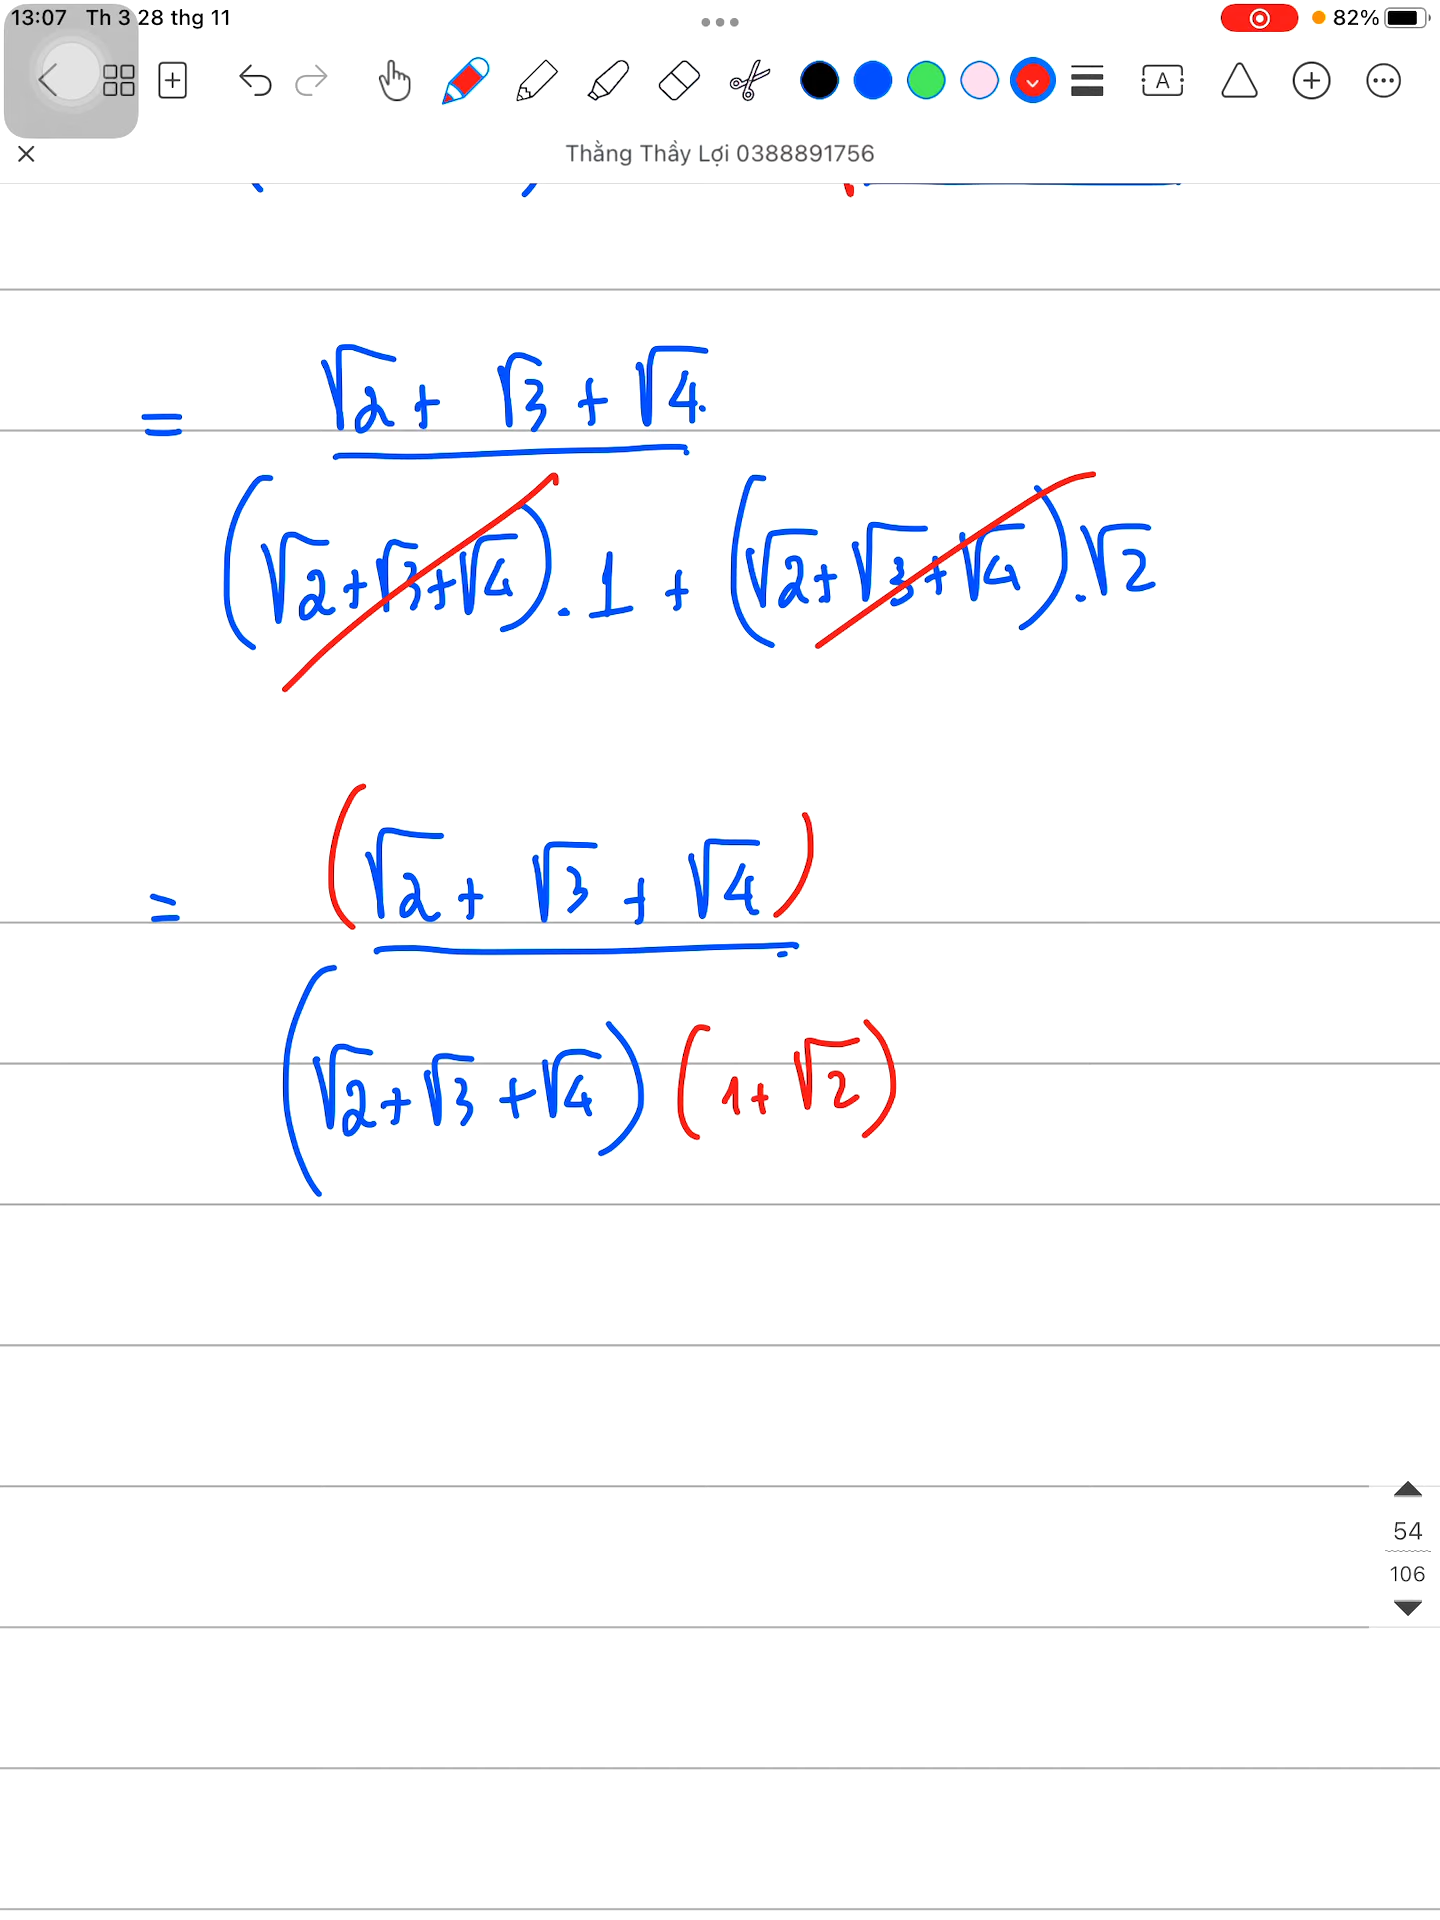 13:07 Th 3 28 thg 11 82%
A
Thằng Thầy Lợi 0388891756
√2 + √3 + √4
=
(√2+√3+√4).1 + (√2+√3+√4).√2
(√2 + √3 + √4)
=
(√2+√3+√4)(1+√2)
54
106